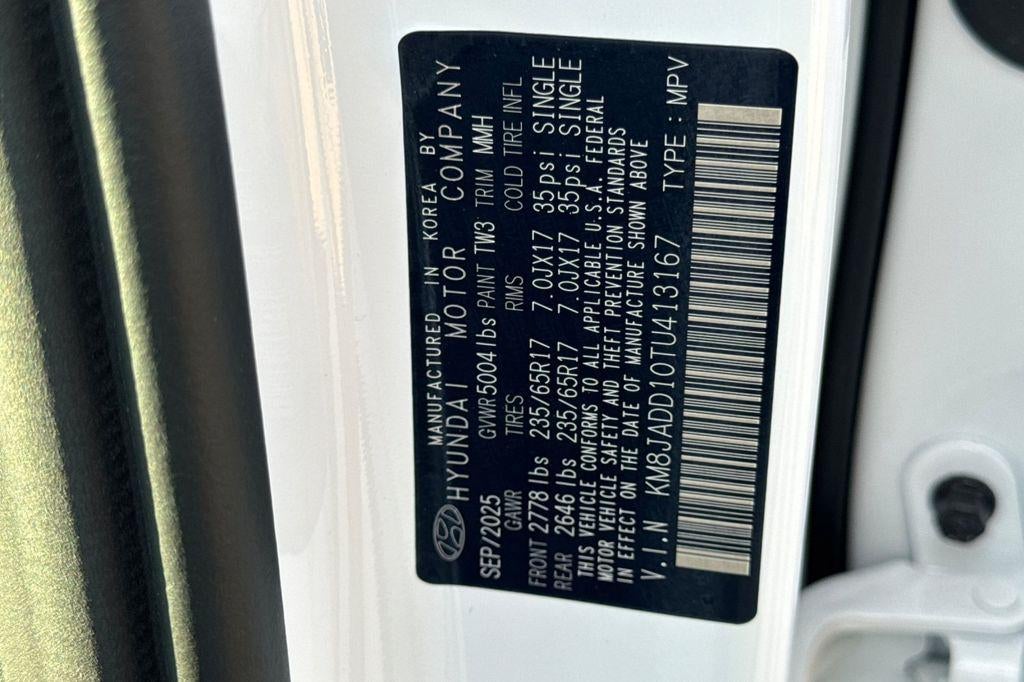 MANUFACTURED IN KOREA BY
HYUNDAI MOTOR COMPANY
SEP/2025 GVWR 5004 lbs PAINT TW3 TRIM MMH
GAWR TIRES RIMS COLD TIRE INFL
FRONT 2778 lbs 235/65R17 7.0JX17 35psi SINGLE
REAR 2646 lbs 235/65R17 7.0JX17 35psi SINGLE
THIS VEHICLE CONFORMS TO ALL APPLICABLE U.S.A. FEDERAL
MOTOR VEHICLE SAFETY AND THEFT PREVENTION STANDARDS
IN EFFECT ON THE DATE OF MANUFACTURE SHOWN ABOVE
V.I.N KM8JADD10TU413167 TYPE : MPV